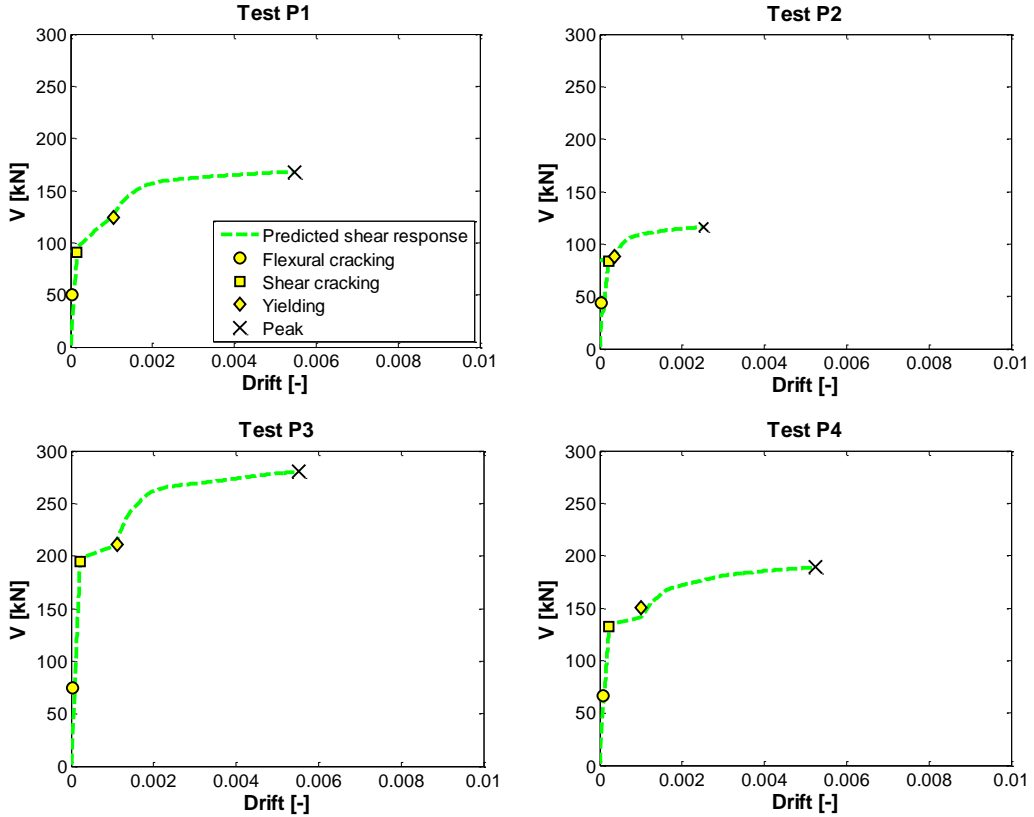 Test P1
300
250
200
150
100
50
0
V [kN]
0 0.002 0.004 0.006 0.008 0.01
Drift [-]
Predicted shear response
Flexural cracking
Shear cracking
Yielding
Peak
Test P2
300
250
200
150
100
50
0
V [kN]
0 0.002 0.004 0.006 0.008 0.01
Drift [-]
Test P3
300
250
200
150
100
50
0
V [kN]
0 0.002 0.004 0.006 0.008 0.01
Drift [-]
Test P4
300
250
200
150
100
50
0
V [kN]
0 0.002 0.004 0.006 0.008 0.01
Drift [-]